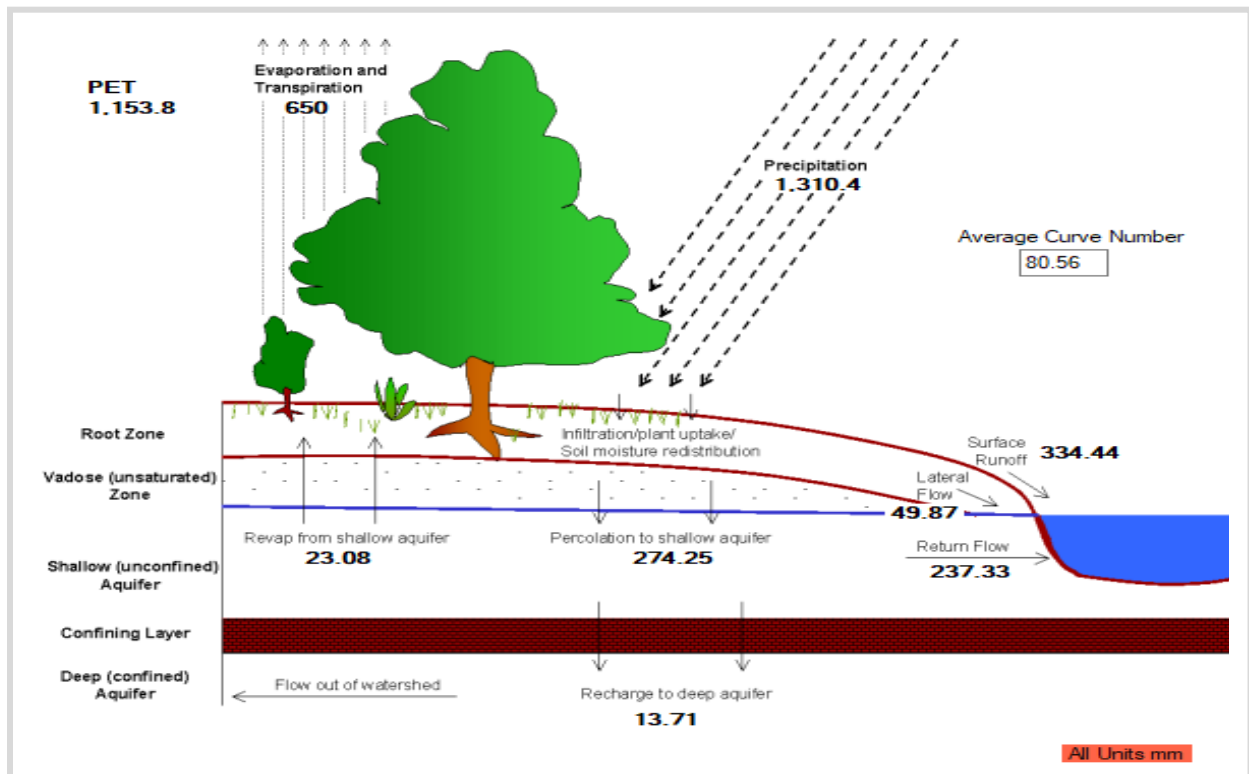 PET
1,153.8
Evaporation and
Transpiration
650
Precipitation
1,310.4
Average Curve Number
80.56
Root Zone
Infiltration/plant uptake/
Soil moisture redistribution
Surface
Runoff
334.44
Vadose (unsaturated)
Zone
Lateral
Flow
49.87
Revap from shallow aquifer
23.08
Percolation to shallow aquifer
274.25
Return Flow
237.33
Shallow (unconfined)
Aquifer
Confining Layer
Deep (confined)
Aquifer
Flow out of watershed
Recharge to deep aquifer
13.71
All Units mm